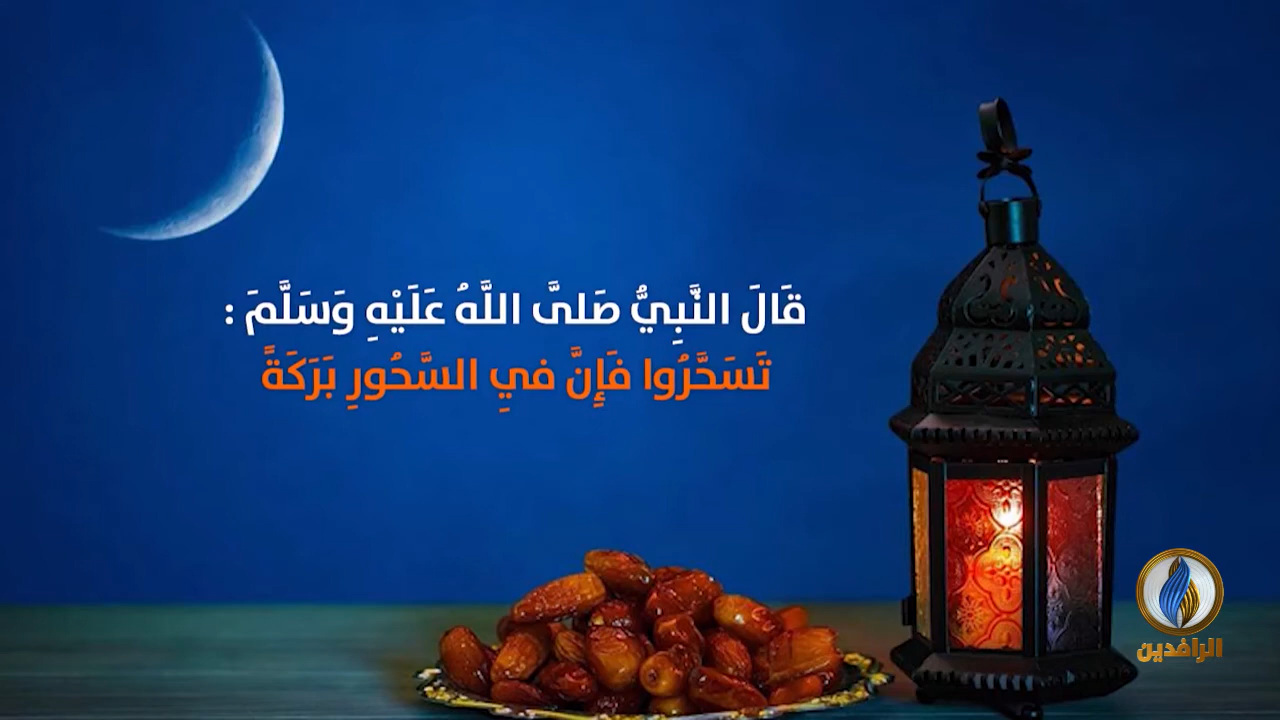 قَالَ النَّبِيُّ صَلىَّ اللَّهُ عَلَيْهِ وَسَلَّمَ :
تَسَحَّرُوا فَإِنَّ فيِ السَّحُورِ بَرَكَةً
الرافدين